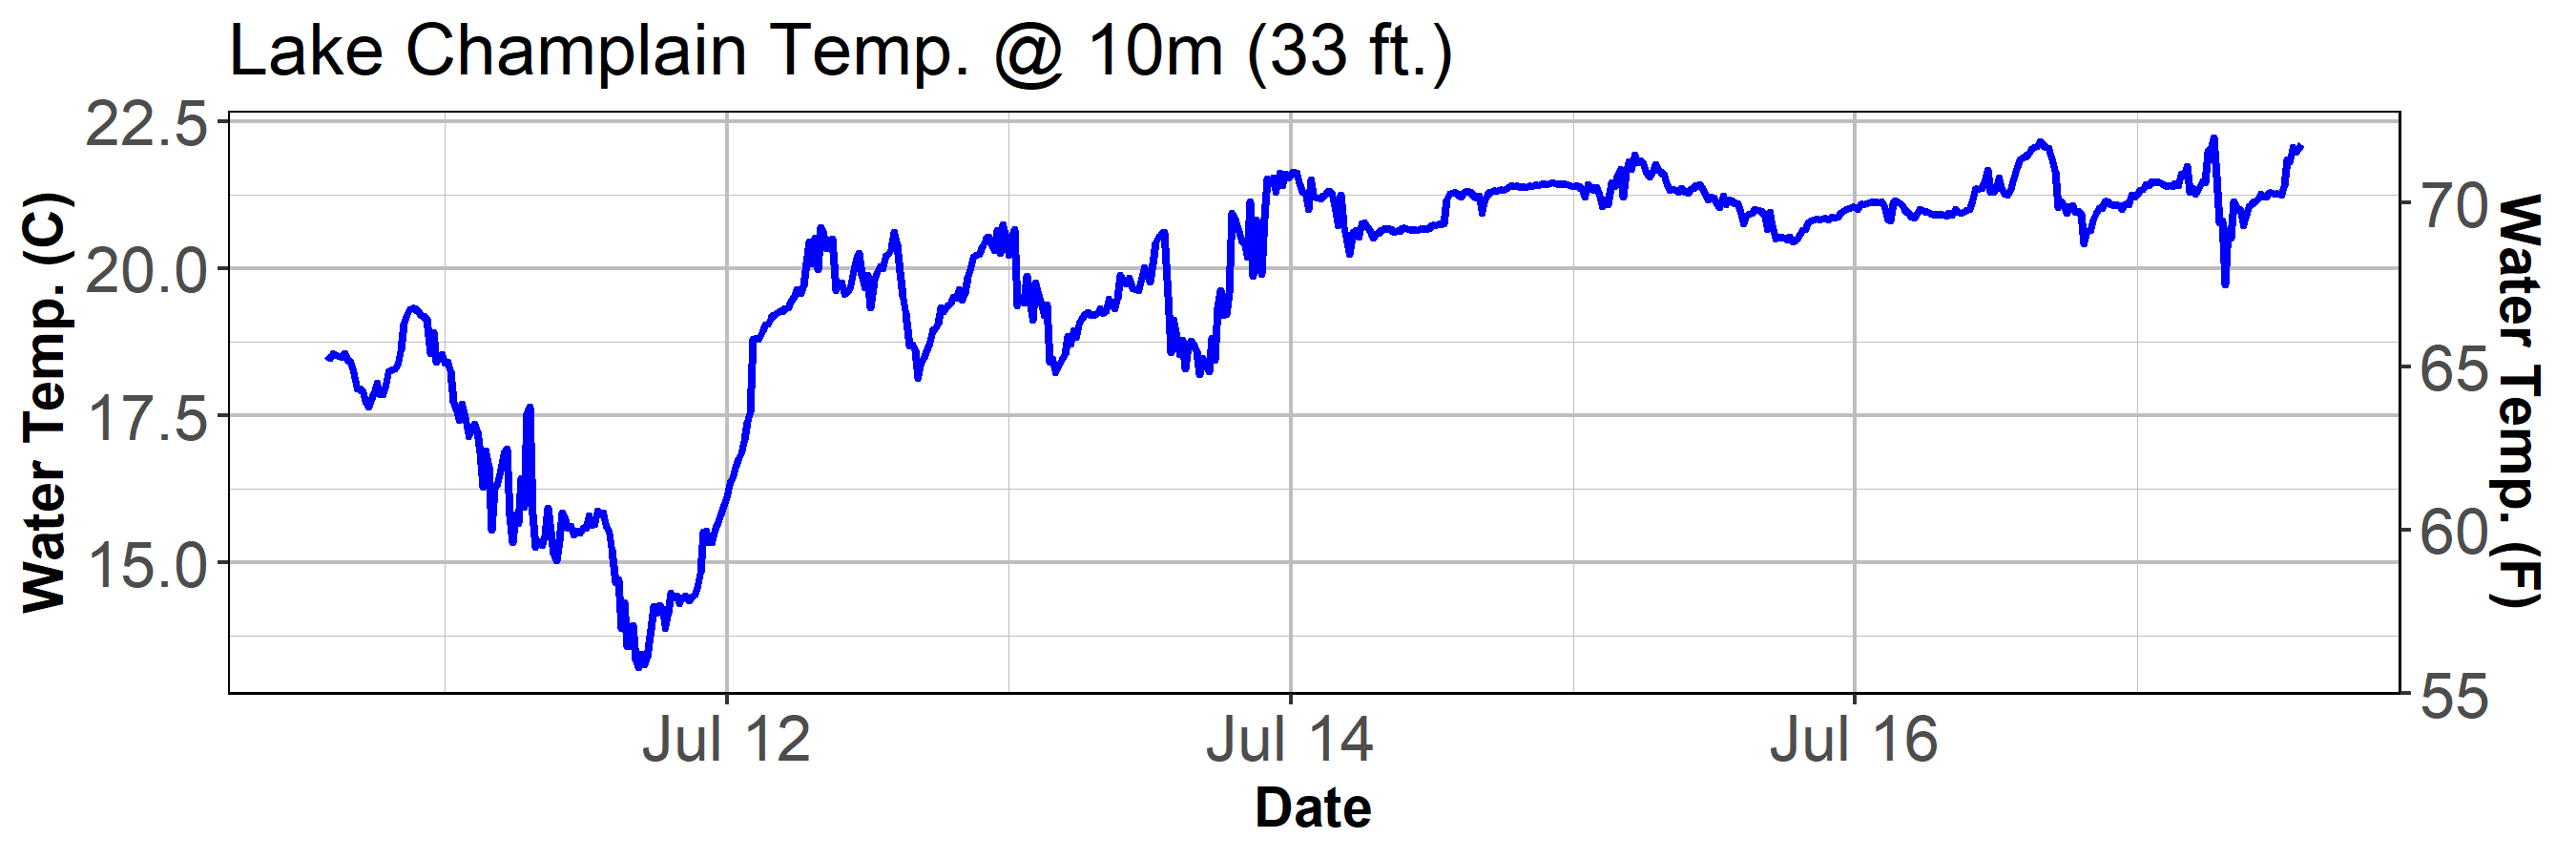 Lake Champlain Temp. @ 10m (33 ft.)
Water Temp. (C)
22.5
20.0
17.5
15.0
70
65
60
55
Water Temp. (F)
Jul 12
Jul 14
Jul 16
Date